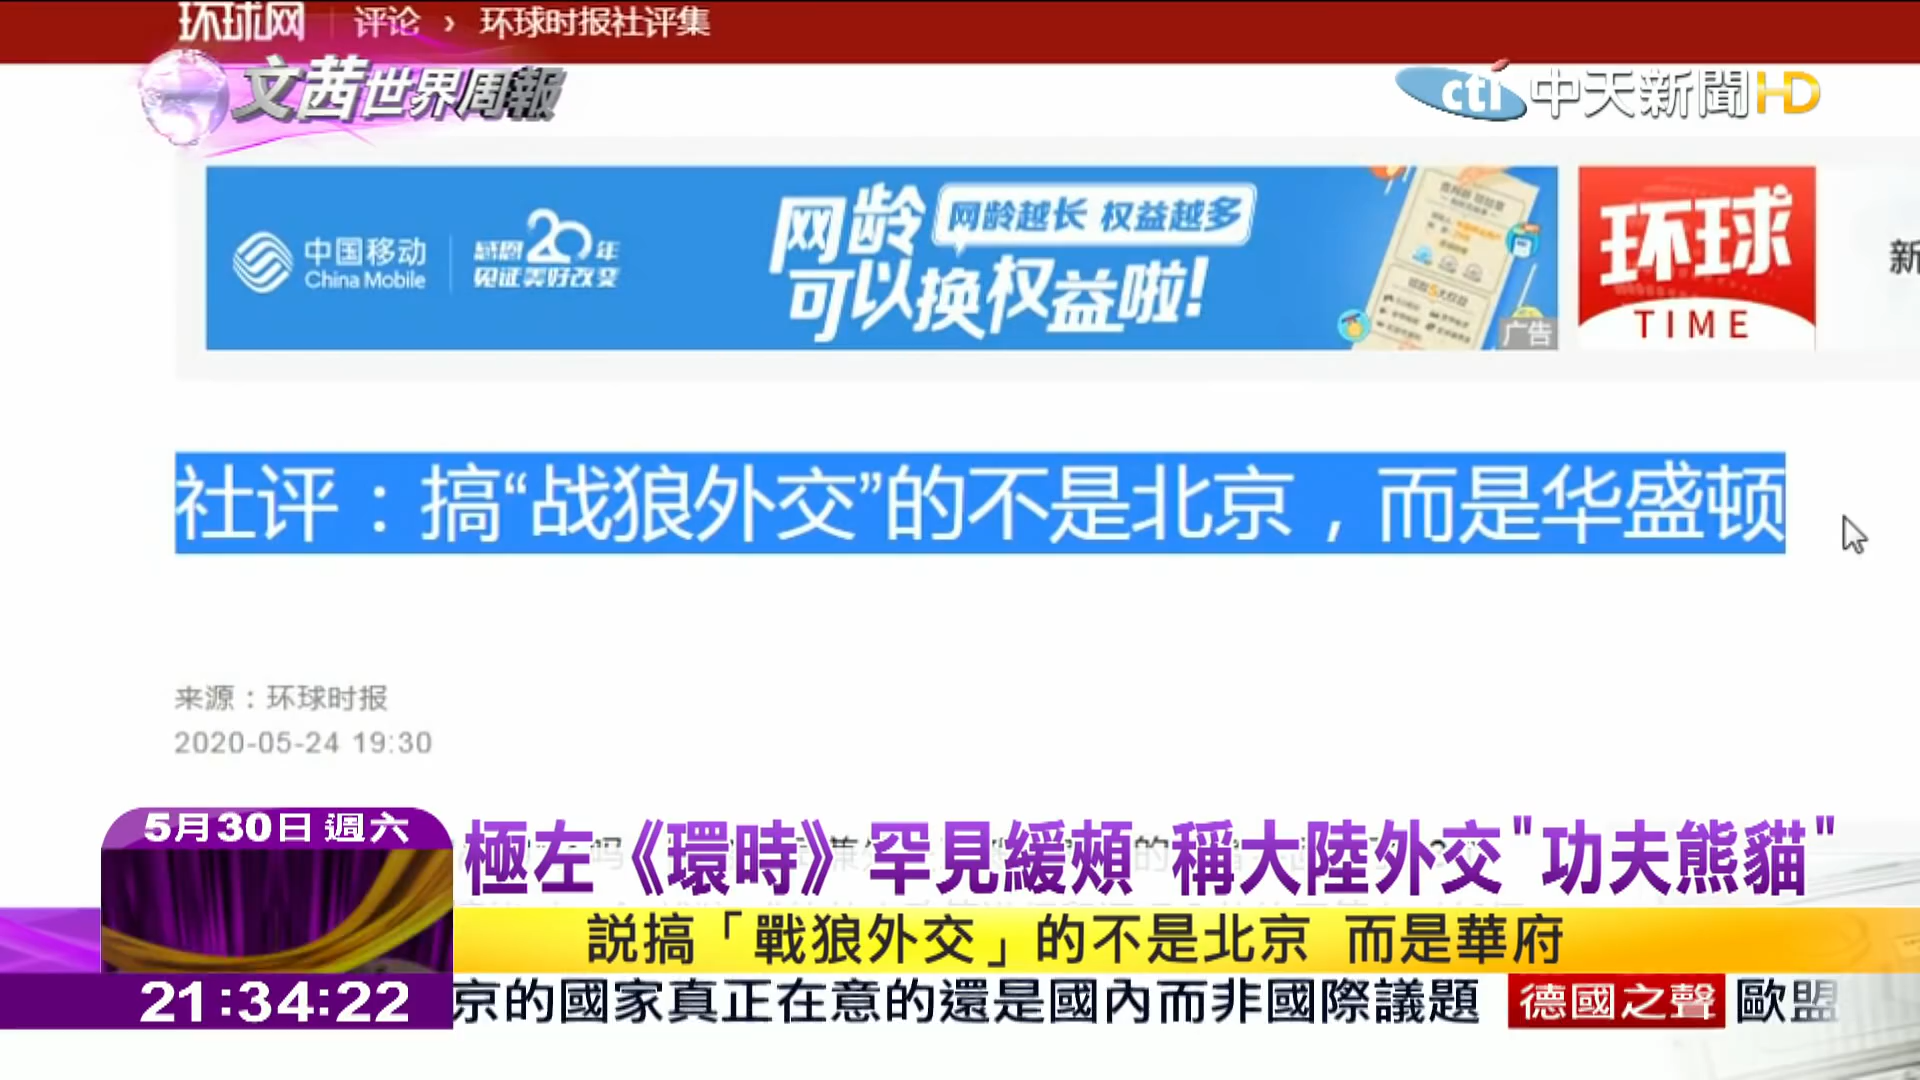 环球网 评论 › 环球时报社评集
文茜世界周報
cti 中天新聞HD
中国移动
China Mobile
感恩20年
见证美好改变
网龄
网龄越长 权益越多
可以换权益啦!
广告
环球
TIME
新
社评：搞“战狼外交”的不是北京，而是华盛顿
来源：环球时报
2020-05-24 19:30
5月30日 週六
極左《環時》罕見緩頰 稱大陸外交"功夫熊貓"
說搞「戰狼外交」的不是北京 而是華府
21:34:22
京的國家真正在意的還是國內而非國際議題 德國之聲 歐盟